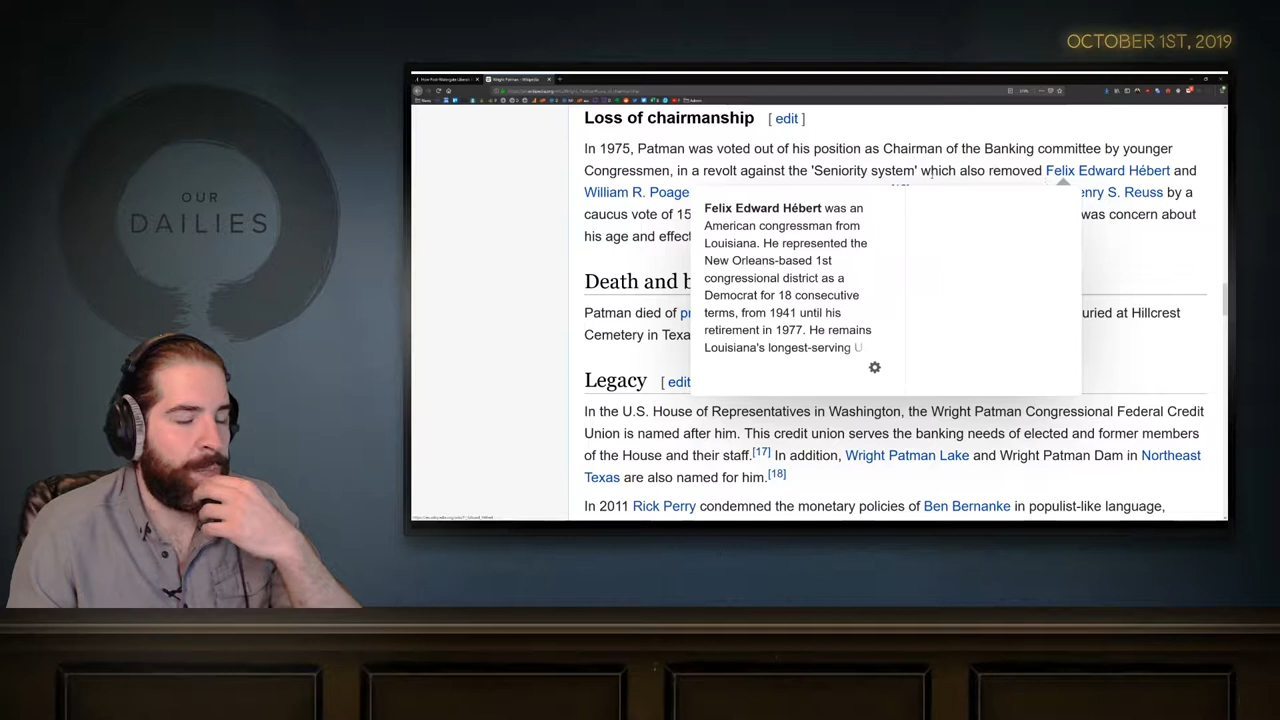 OCTOBER 1ST, 2019
OUR
DAILIES
Wright Patman - Wikipedia
Loss of chairmanship [ edit ]
In 1975, Patman was voted out of his position as Chairman of the Banking committee by younger
Congressmen, in a revolt against the 'Seniority system' which also removed Felix Edward Hébert and
William R. Poage enry S. Reuss by a
caucus vote of 15 was concern about
his age and effect
Felix Edward Hébert was an
American congressman from
Louisiana. He represented the
New Orleans-based 1st
congressional district as a
Democrat for 18 consecutive
terms, from 1941 until his
retirement in 1977. He remains
Louisiana's longest-serving U
Death and b
Patman died of pr uried at Hillcrest
Cemetery in Texa
Legacy [ edit
In the U.S. House of Representatives in Washington, the Wright Patman Congressional Federal Credit
Union is named after him. This credit union serves the banking needs of elected and former members
of the House and their staff.[17] In addition, Wright Patman Lake and Wright Patman Dam in Northeast
Texas are also named for him.[18]
In 2011 Rick Perry condemned the monetary policies of Ben Bernanke in populist-like language,